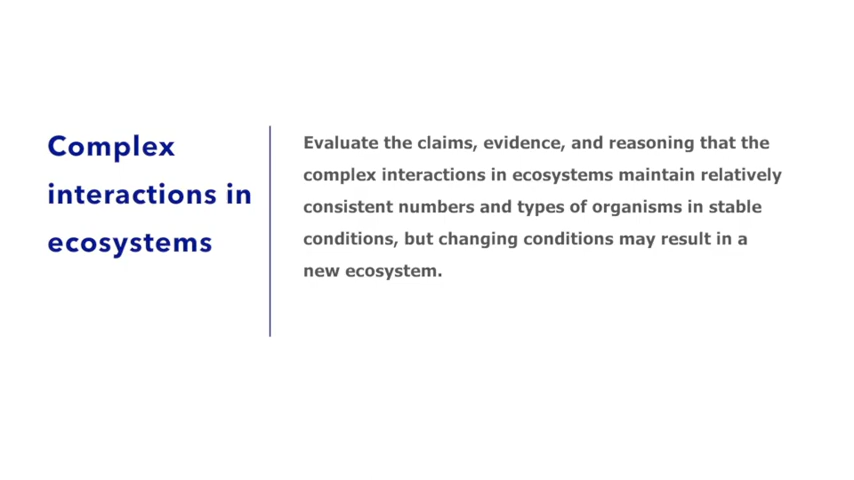 Complex
interactions in
ecosystems
Evaluate the claims, evidence, and reasoning that the
complex interactions in ecosystems maintain relatively
consistent numbers and types of organisms in stable
conditions, but changing conditions may result in a
new ecosystem.